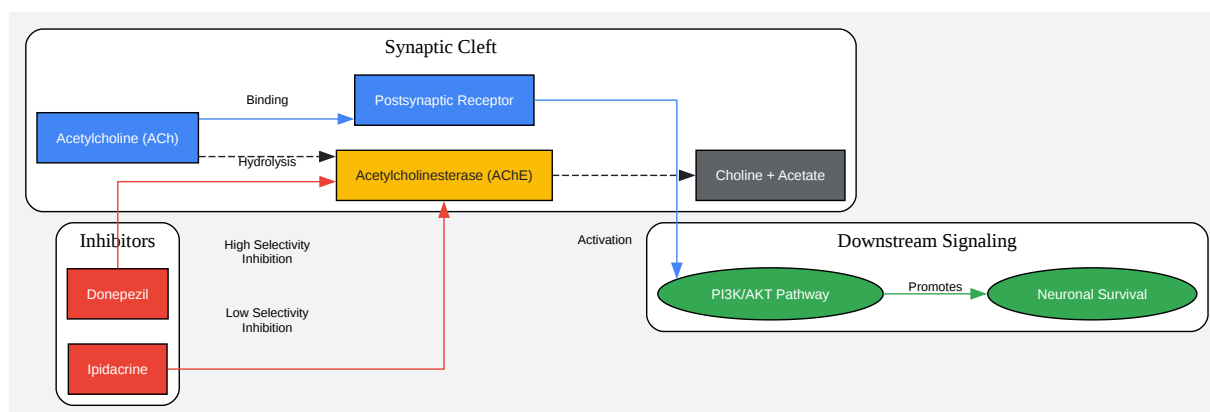 Synaptic Cleft
Binding
Postsynaptic Receptor
Acetylcholine (ACh)
Hydrolysis
Acetylcholinesterase (AChE)
Choline + Acetate
Inhibitors
High Selectivity
Inhibition
Donepezil
Low Selectivity
Inhibition
Ipidacrine
Activation
Downstream Signaling
PI3K/AKT Pathway
Promotes
Neuronal Survival